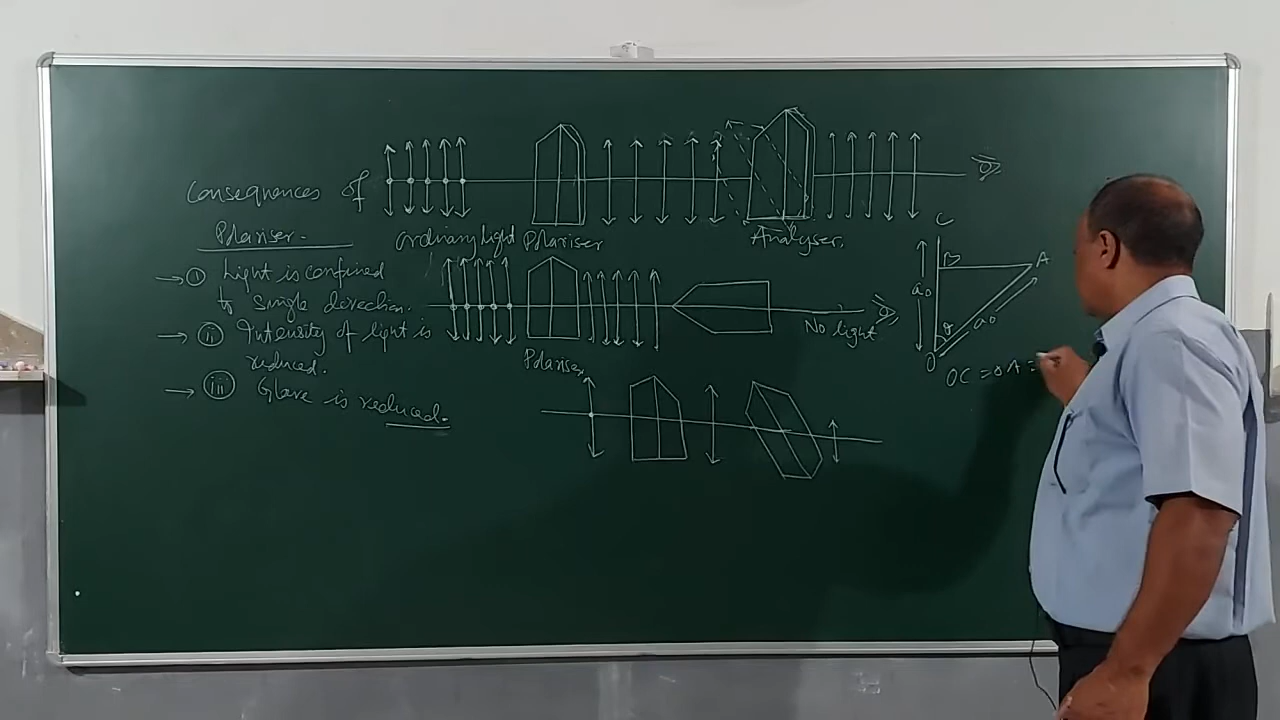 Consequences of
Polariser.
Ordinary light Polariser
Analyser.
→ (i) Light is confined
to single direction.
→ (ii) Intensity of light is
reduced.
→ (iii) Glare is reduced.
No light
Polariser
C
B
A
a₀
θ
a₀
O
OC = OA =